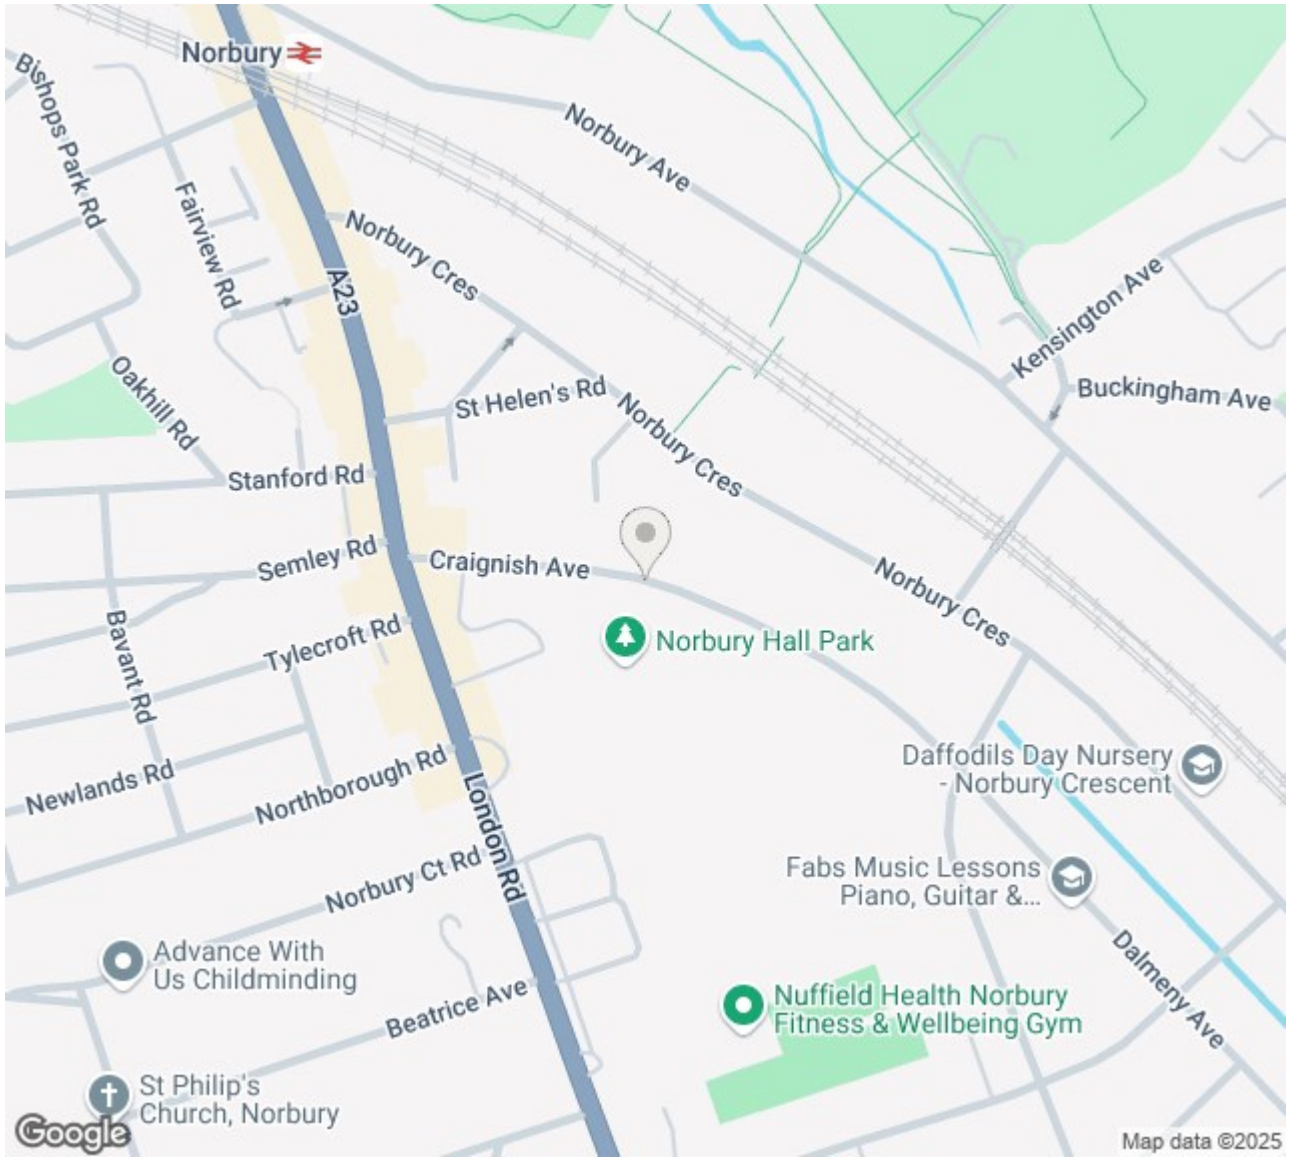 Norbury
Bishops Park Rd
Norbury Ave
Fairview Rd
Norbury Cres
A23
Kensington Ave
Oakhill Rd
Buckingham Ave
St Helen's Rd
Norbury Cres
Stanford Rd
Semley Rd
Craignish Ave
Norbury Cres
Bavant Rd
Tylecroft Rd
Norbury Hall Park
Newlands Rd
Northborough Rd
London Rd
Daffodils Day Nursery
- Norbury Crescent
Norbury Ct Rd
Fabs Music Lessons
Piano, Guitar &...
Advance With
Us Childminding
Beatrice Ave
Dalmeny Ave
Nuffield Health Norbury
Fitness & Wellbeing Gym
St Philip's
Church, Norbury
Google
Map data ©2025